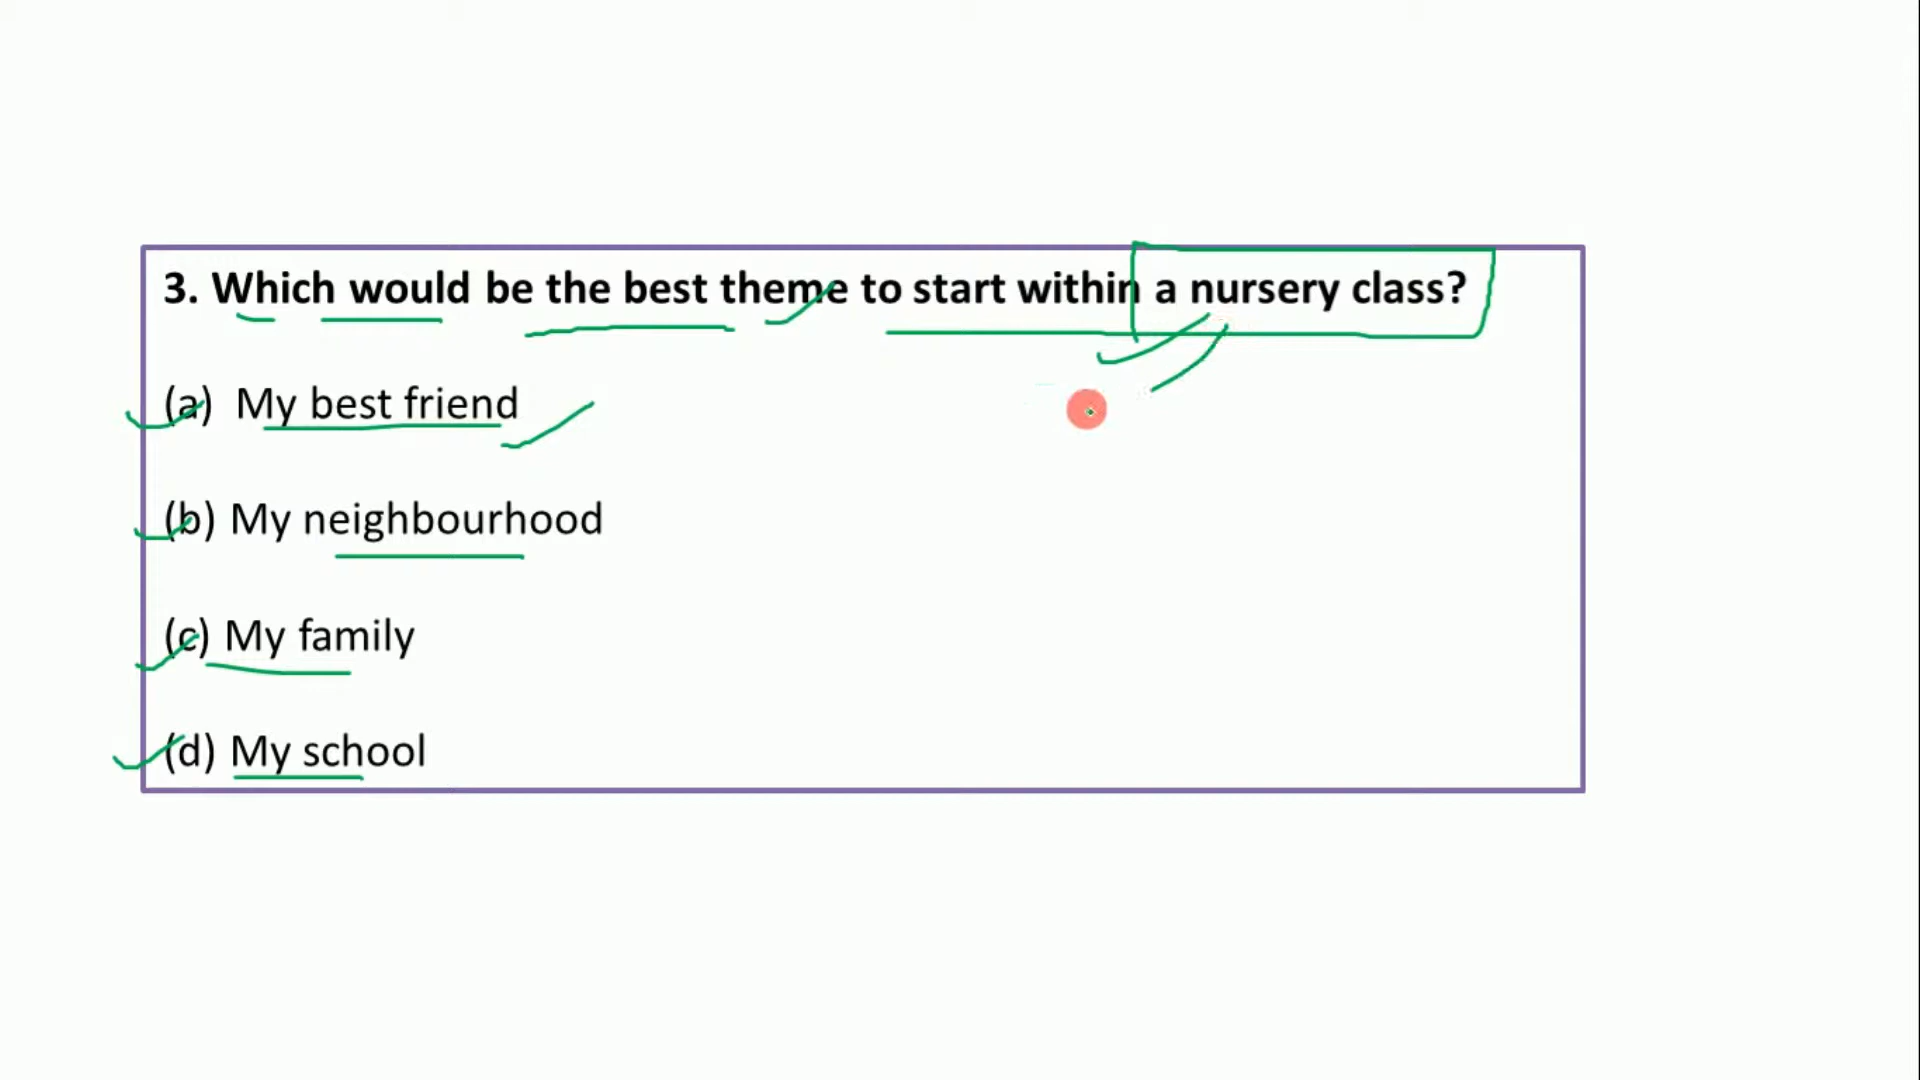 3. Which would be the best theme to start within a nursery class?
(a) My best friend
(b) My neighbourhood
(c) My family
(d) My school